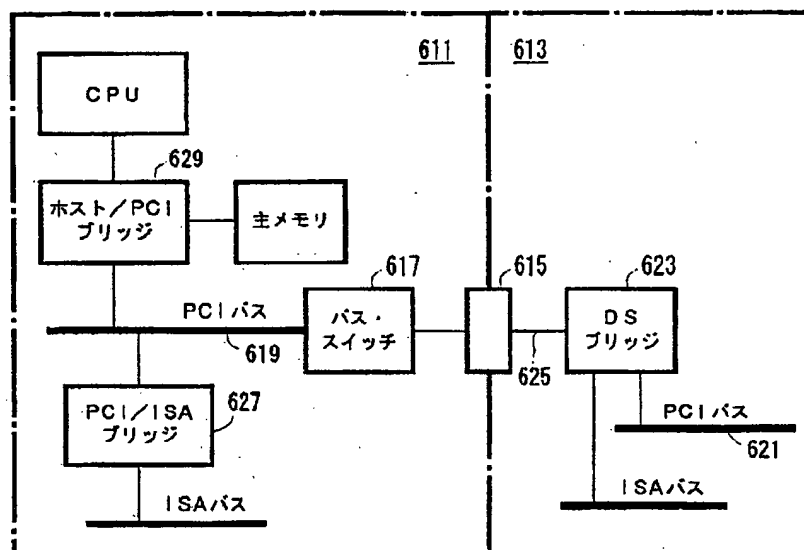 611
613
CPU
629
ホスト／PCI
ブリッジ
主メモリ
617
615
623
PCIバス
バス・
スイッチ
DS
ブリッジ
619
625
PCI／ISA
ブリッジ
627
PCIバス
621
ISAバス
ISAバス